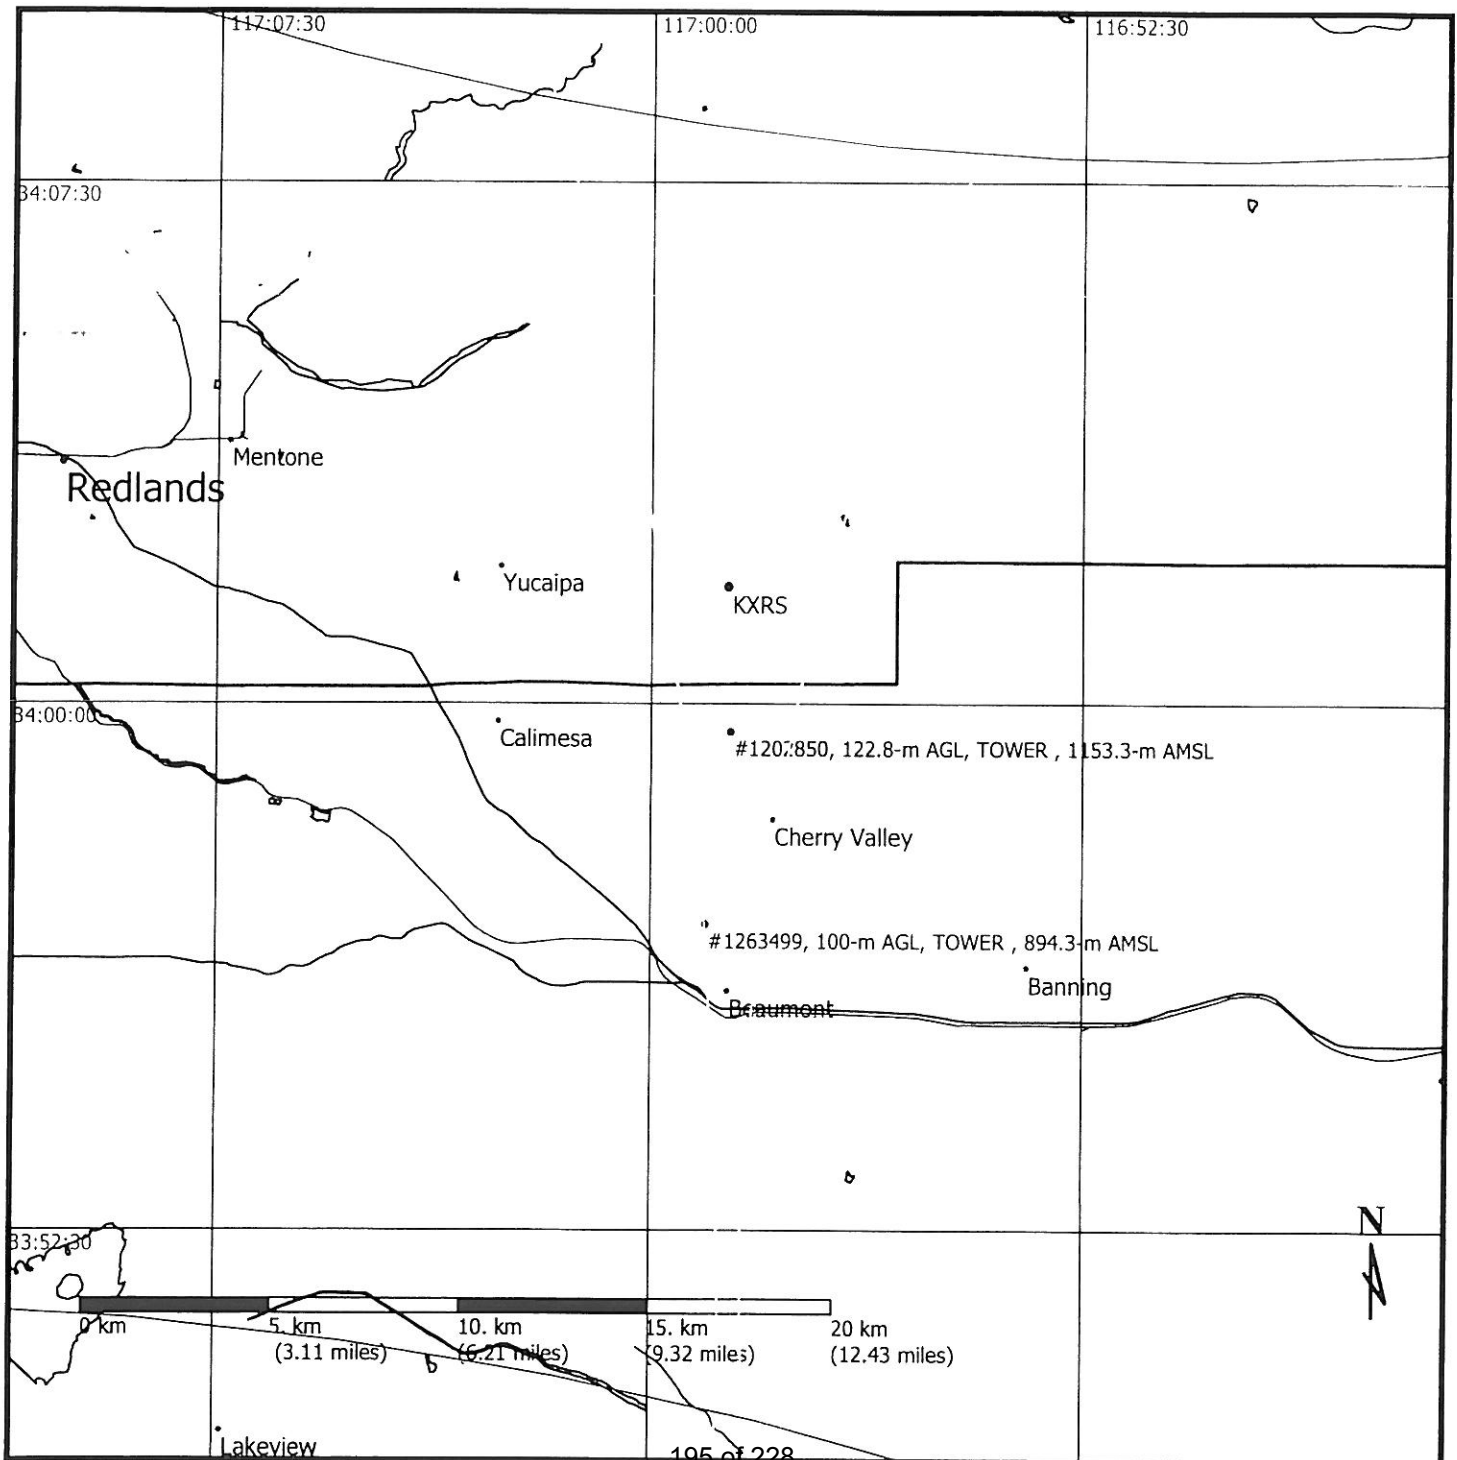 117:07:30
117:00:00
116:52:30
34:07:30
Mentone
Redlands
Yucaipa
KXRS
34:00:00
Calimesa
#1202850, 122.8-m AGL, TOWER , 1153.3-m AMSL
Cherry Valley
#1263499, 100-m AGL, TOWER , 894.3-m AMSL
Banning
Beaumont
N
33:52:30
0 km
5. km
10. km
15. km
20 km
(3.11 miles)
(6.21 miles)
(9.32 miles)
(12.43 miles)
Lakeview
195 of 228